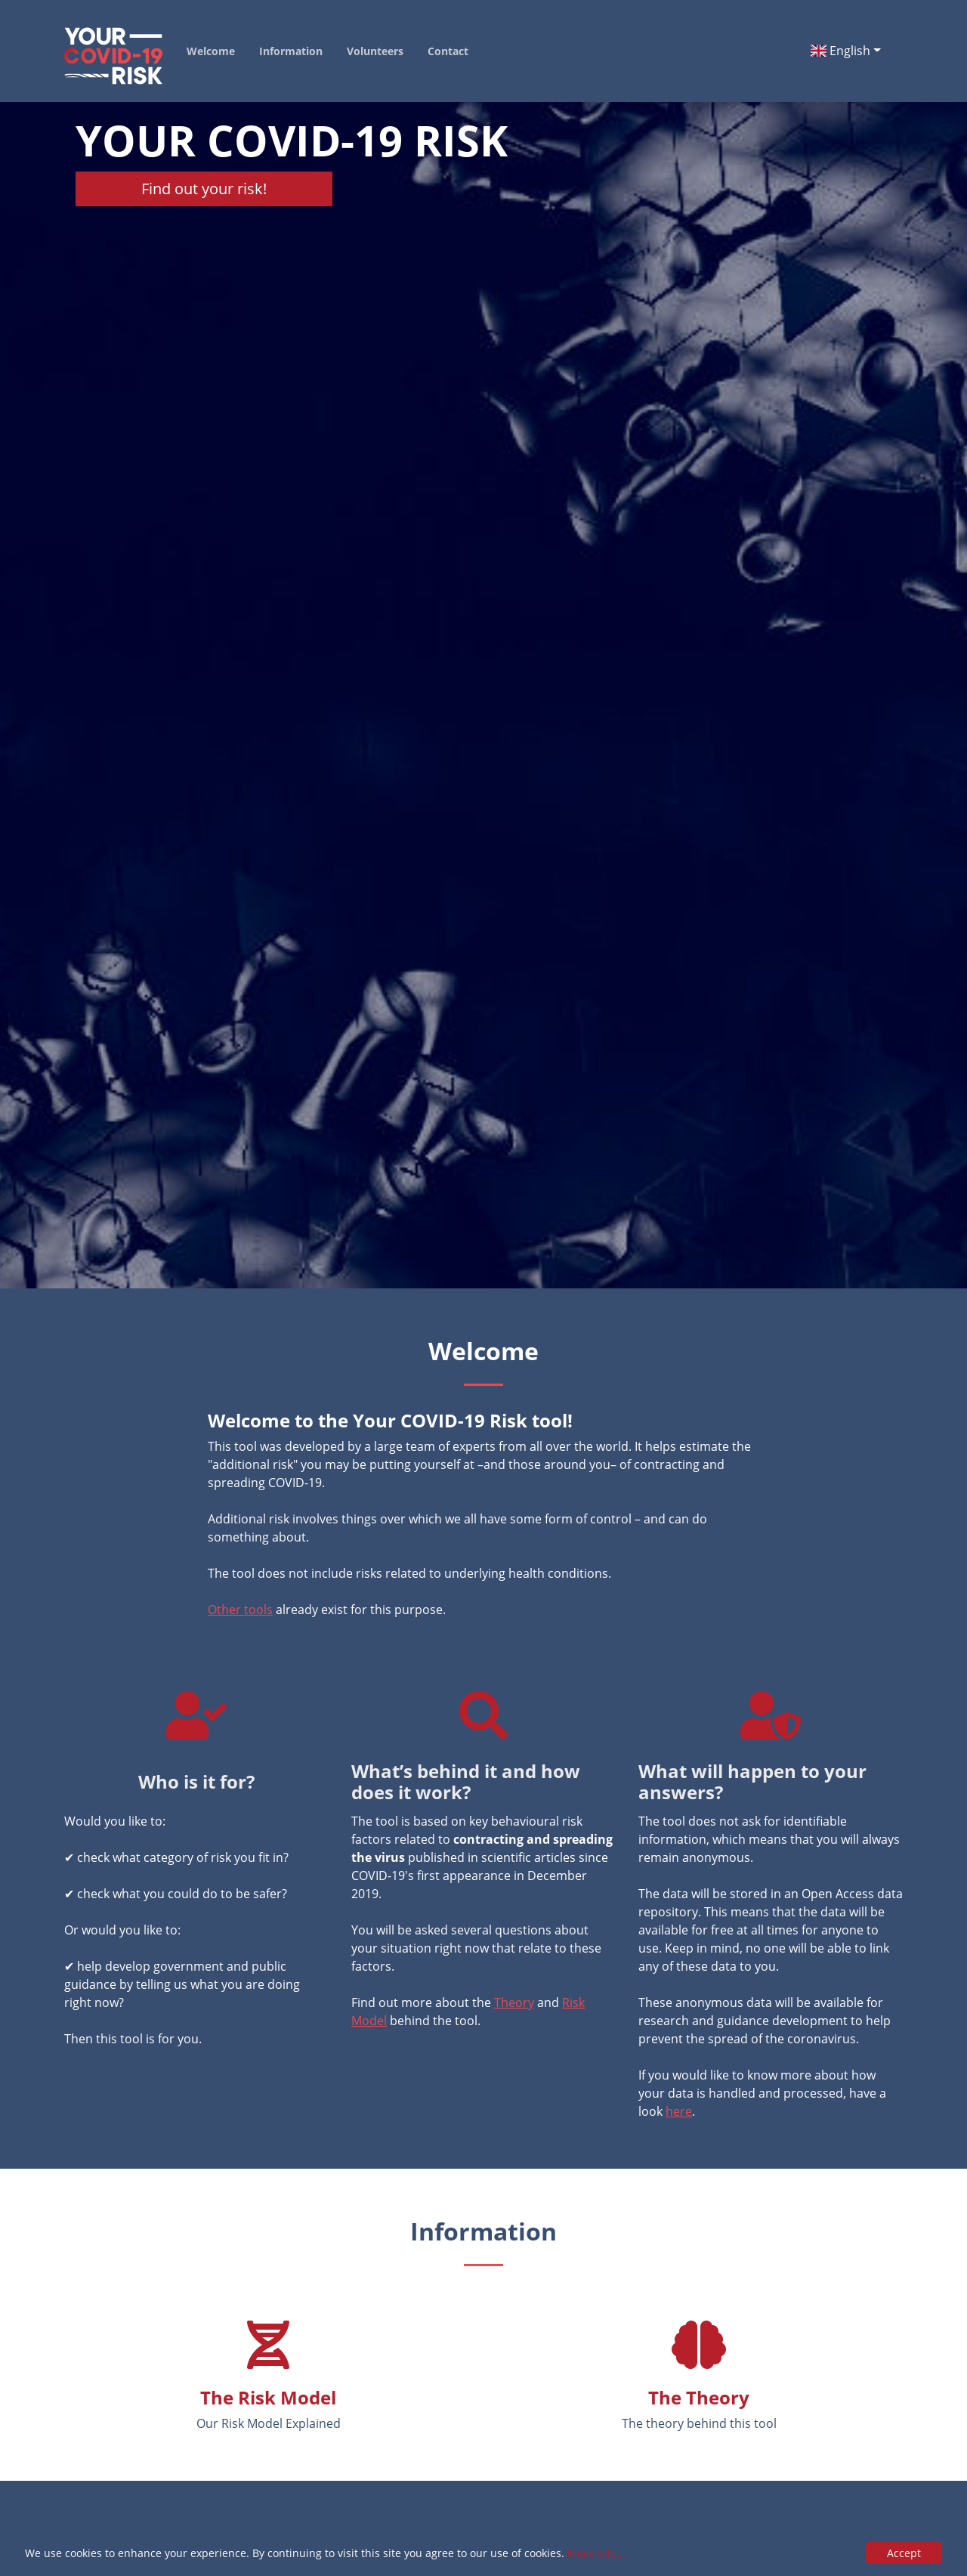 YOUR
COVID-19
RISK
Welcome
Information
Volunteers
Contact
English
YOUR COVID-19 RISK
Find out your risk!
Welcome
Welcome to the Your COVID-19 Risk tool!
This tool was developed by a large team of experts from all over the world. It helps estimate the
"additional risk" you may be putting yourself at –and those around you– of contracting and
spreading COVID-19.
Additional risk involves things over which we all have some form of control – and can do
something about.
The tool does not include risks related to underlying health conditions.
Other tools already exist for this purpose.
Who is it for?
Would you like to:
✔ check what category of risk you fit in?
✔ check what you could do to be safer?
Or would you like to:
✔ help develop government and public
guidance by telling us what you are doing
right now?
Then this tool is for you.
What’s behind it and how
does it work?
The tool is based on key behavioural risk
factors related to contracting and spreading
the virus published in scientific articles since
COVID-19's first appearance in December
2019.
You will be asked several questions about
your situation right now that relate to these
factors.
Find out more about the Theory and Risk
Model behind the tool.
What will happen to your
answers?
The tool does not ask for identifiable
information, which means that you will always
remain anonymous.
The data will be stored in an Open Access data
repository. This means that the data will be
available for free at all times for anyone to
use. Keep in mind, no one will be able to link
any of these data to you.
These anonymous data will be available for
research and guidance development to help
prevent the spread of the coronavirus.
If you would like to know more about how
your data is handled and processed, have a
look here.
Information
The Risk Model
Our Risk Model Explained
The Theory
The theory behind this tool
We use cookies to enhance your experience. By continuing to visit this site you agree to our use of cookies.
Accept